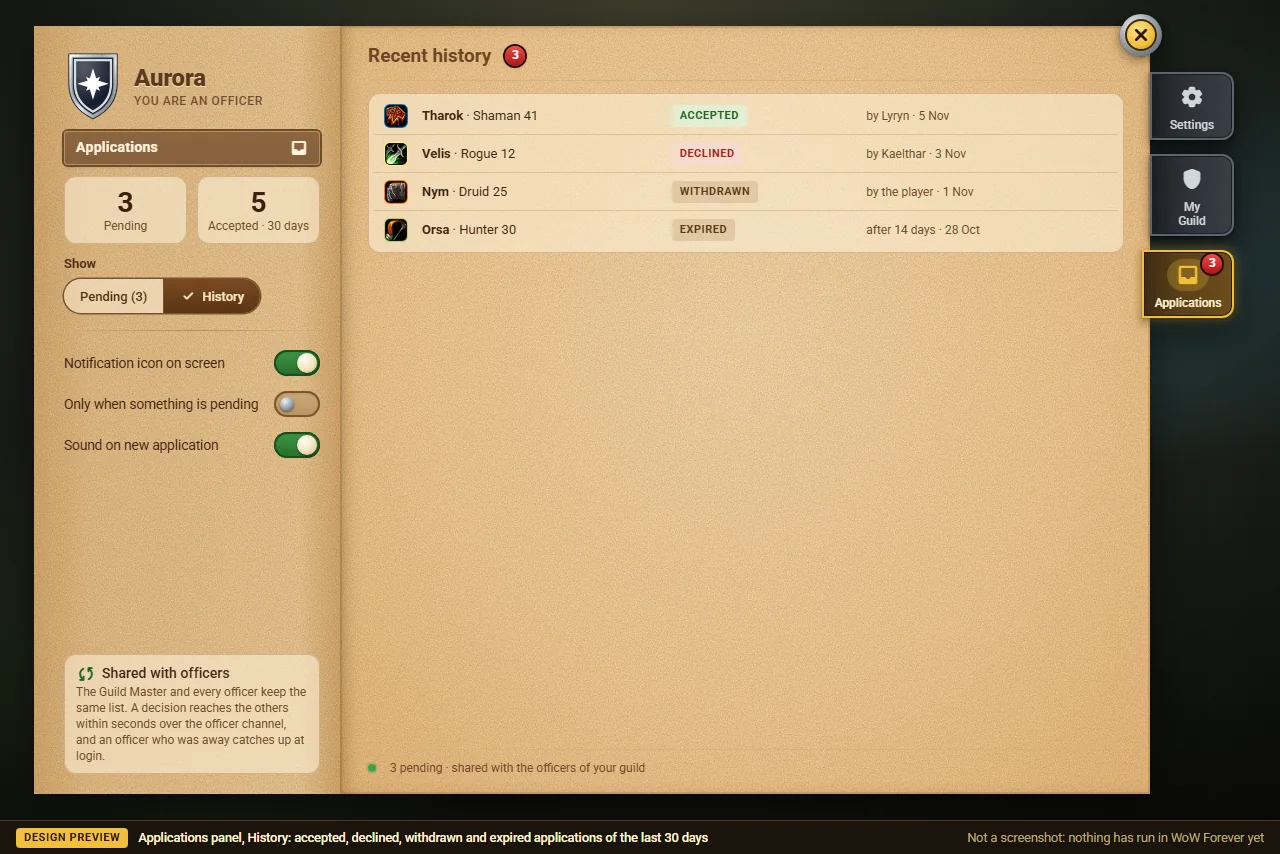 Aurora
YOU ARE AN OFFICER
Applications
3
Pending
5
Accepted · 30 days
Show
Pending (3)
History
Notification icon on screen
Only when something is pending
Sound on new application
Shared with officers
The Guild Master and every officer keep the
same list. A decision reaches the others
within seconds over the officer channel,
and an officer who was away catches up at
login.
Recent history 3
Tharok · Shaman 41 ACCEPTED by Lyryn · 5 Nov
Velis · Rogue 12 DECLINED by Kaelthar · 3 Nov
Nym · Druid 25 WITHDRAWN by the player · 1 Nov
Orsa · Hunter 30 EXPIRED after 14 days · 28 Oct
3 pending · shared with the officers of your guild
Settings
My
Guild
3
Applications
DESIGN PREVIEW Applications panel, History: accepted, declined, withdrawn and expired applications of the last 30 days Not a screenshot: nothing has run in WoW Forever yet